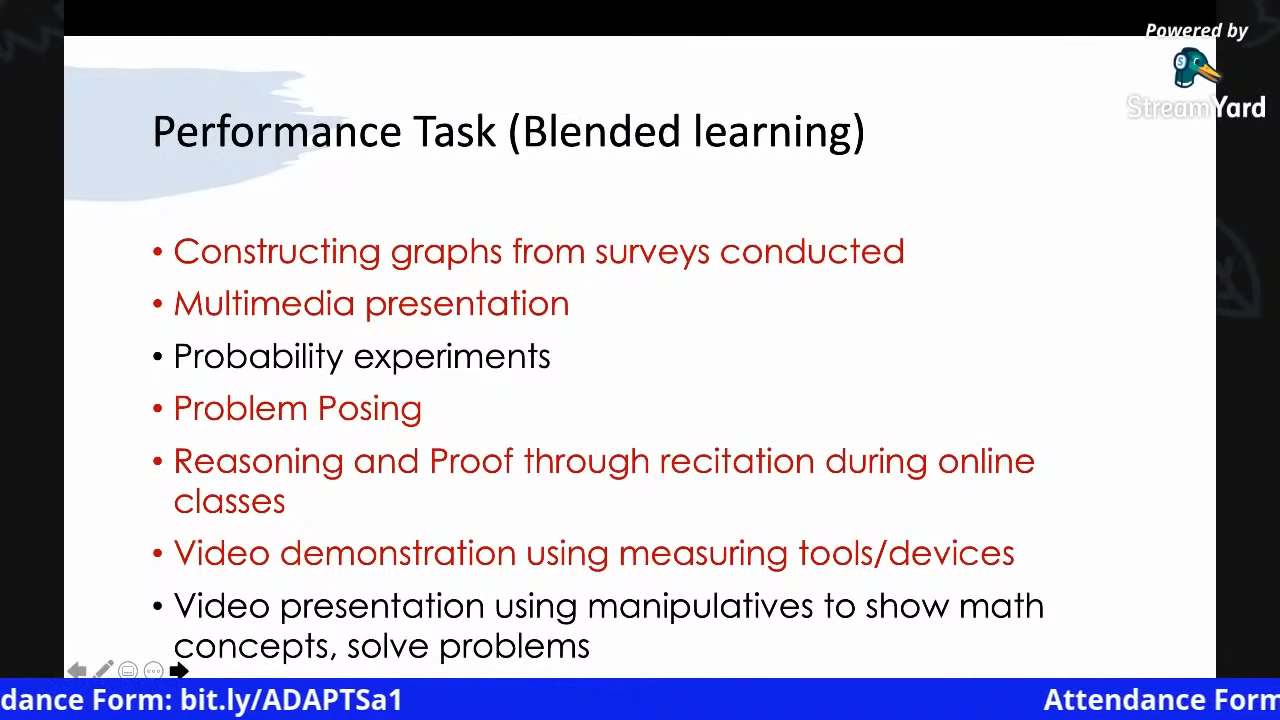 Powered by
StreamYard
Performance Task (Blended learning)
• Constructing graphs from surveys conducted
• Multimedia presentation
• Probability experiments
• Problem Posing
• Reasoning and Proof through recitation during online
classes
• Video demonstration using measuring tools/devices
• Video presentation using manipulatives to show math
concepts, solve problems
dance Form: bit.ly/ADAPTSa1 Attendance Form